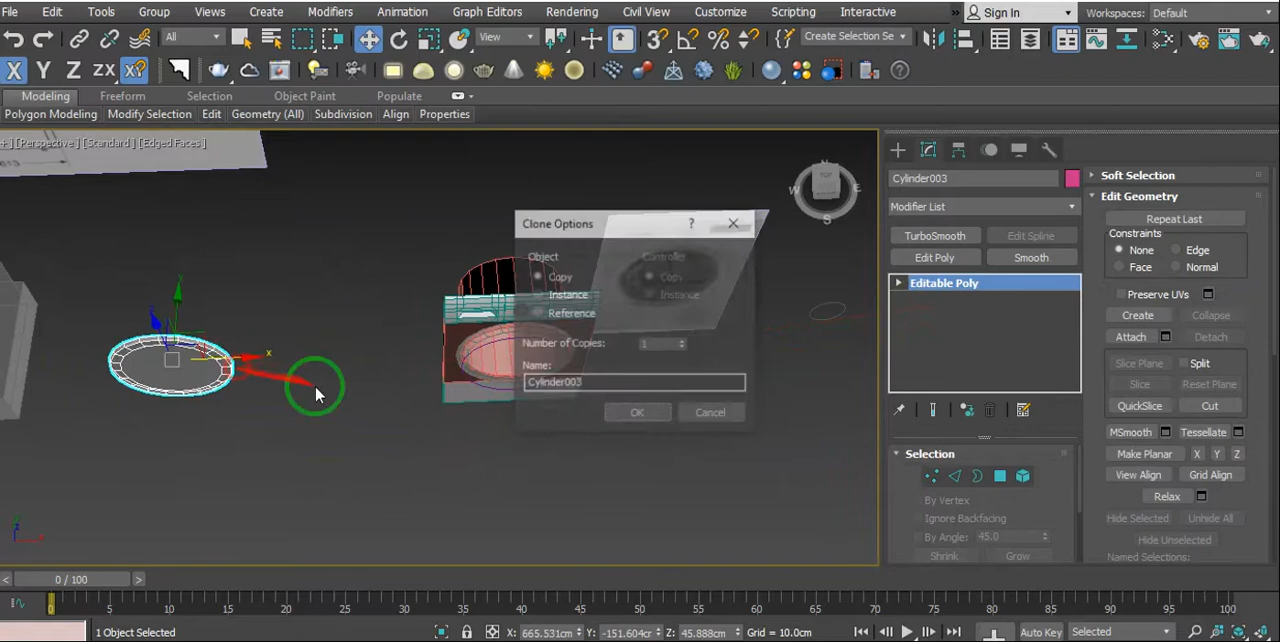 File Edit Tools Group Views Create Modifiers Animation Graph Editors Rendering Civil View Customize Scripting Interactive » Sign In Workspaces: Default
All View Create Selection Se
X Y Z ZX XY
Modeling Freeform Selection Object Paint Populate
Polygon Modeling Modify Selection Edit Geometry (All) Subdivision Align Properties
+ ] [Perspective ] [Standard ] [Edged Faces ]
613
N W E S TOP
x y z
Clone Options ? X
Object Controller
Copy Copy
Instance Instance
Reference
Number of Copies: 1
Name:
Cylinder003
OK Cancel
Cylinder003
Modifier List
TurboSmooth Edit Spline
Edit Poly Smooth
Editable Poly
Selection
By Vertex
Ignore Backfacing
By Angle: 45.0
Shrink Grow
Soft Selection
Edit Geometry
Repeat Last
Constraints
None Edge
Face Normal
Preserve UVs
Create Collapse
Attach Detach
Slice Plane Split
Slice Reset Plane
QuickSlice Cut
MSmooth Tessellate
Make Planar X Y Z
View Align Grid Align
Relax
Hide Selected Unhide All
Hide Unselected
Named Selections:
< 0 / 100 >
0 5 10 15 20 25 30 35 40 45 50 55 60 65 70 75 80 85 90 95 100
1 Object Selected X: 665.531cm Y: -151.604cr Z: 45.888cm Grid = 10.0cm Auto Key Selected